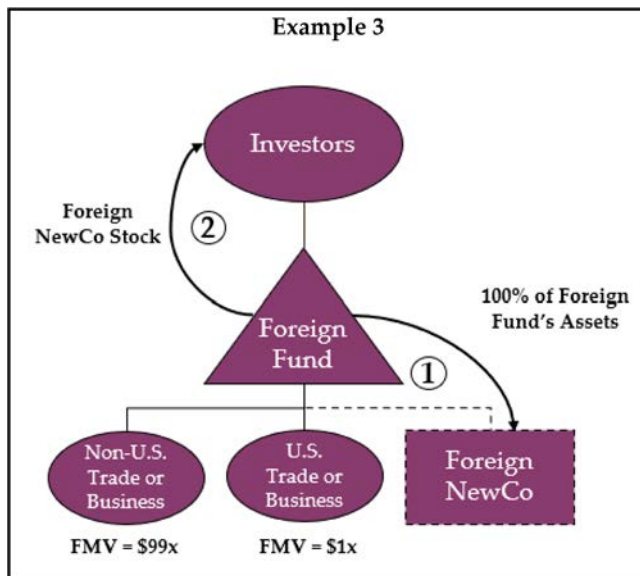 Example 3
Investors
Foreign
NewCo Stock
②
100% of Foreign
Fund's Assets
Foreign
Fund
①
Non-U.S.
Trade or
Business
U.S.
Trade or
Business
Foreign
NewCo
FMV = $99x
FMV = $1x